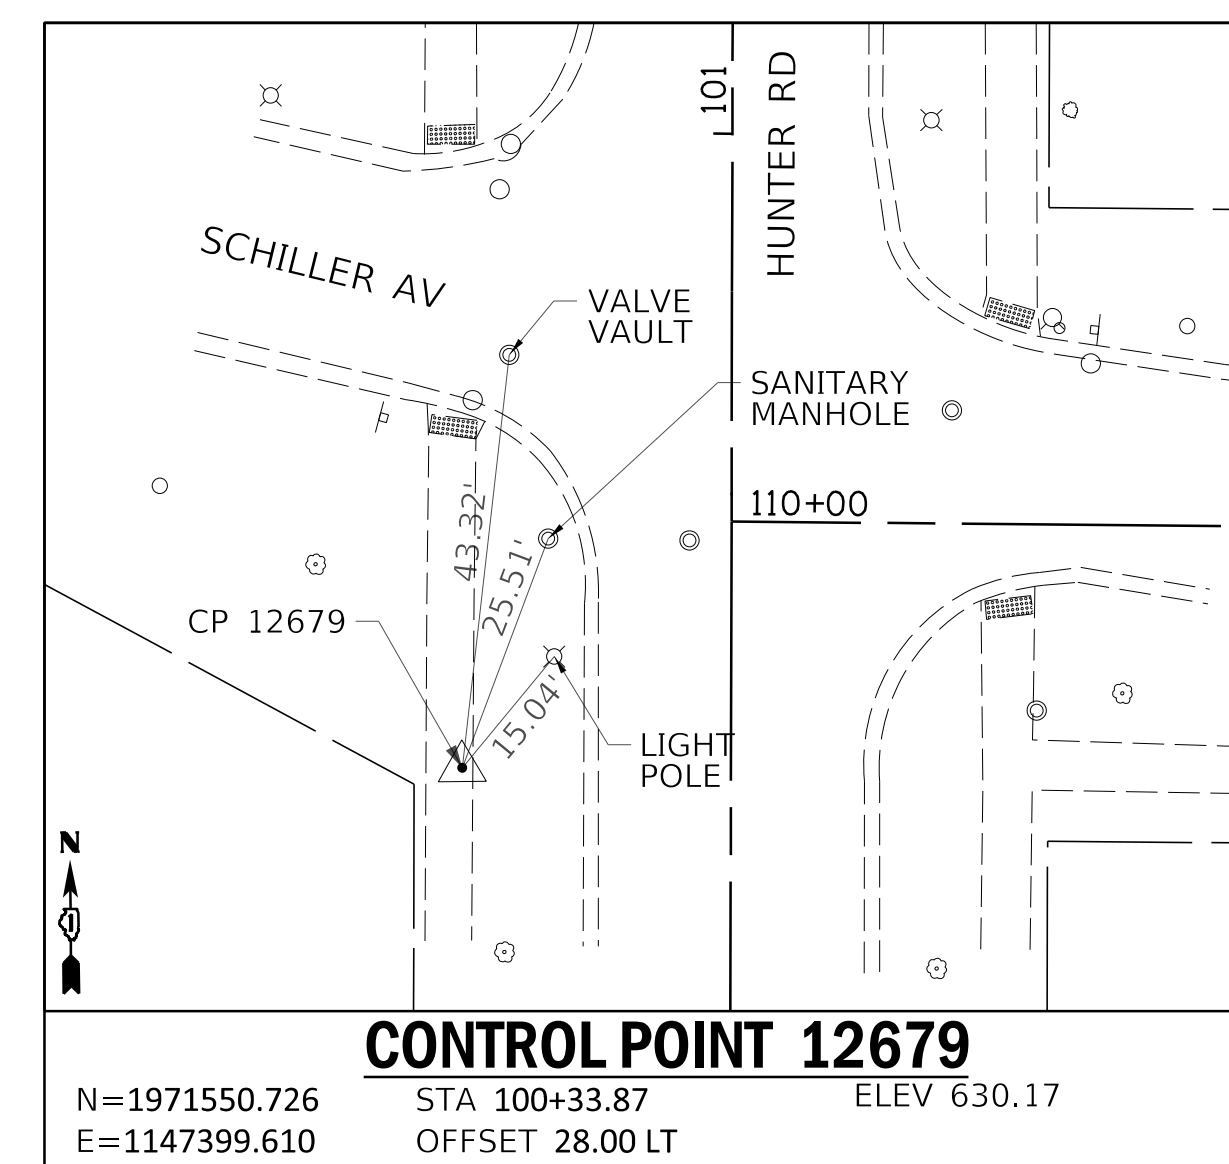 101
HUNTER RD
SCHILLER AV
VALVE
VAULT
SANITARY
MANHOLE
110+00
43.32'
25.51'
CP 12679
15.04'
LIGHT
POLE
N
CONTROL POINT 12679
N=1971550.726
STA 100+33.87
ELEV 630.17
E=1147399.610
OFFSET 28.00 LT